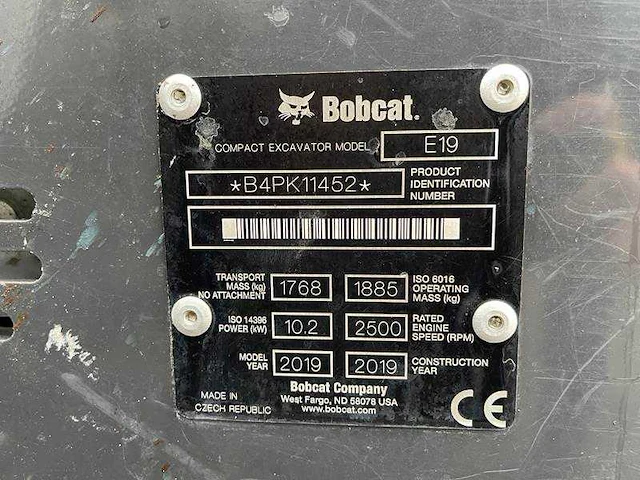 Bobcat.
COMPACT EXCAVATOR MODEL E19
*B4PK11452* PRODUCT IDENTIFICATION NUMBER
TRANSPORT MASS (kg) NO ATTACHMENT 1768 1885 ISO 6016 OPERATING MASS (kg)
ISO 14396 POWER (kW) 10.2 2500 RATED ENGINE SPEED (RPM)
MODEL YEAR 2019 2019 CONSTRUCTION YEAR
Bobcat Company
West Fargo, ND 58078 USA
www.bobcat.com
MADE IN
CZECH REPUBLIC
CE